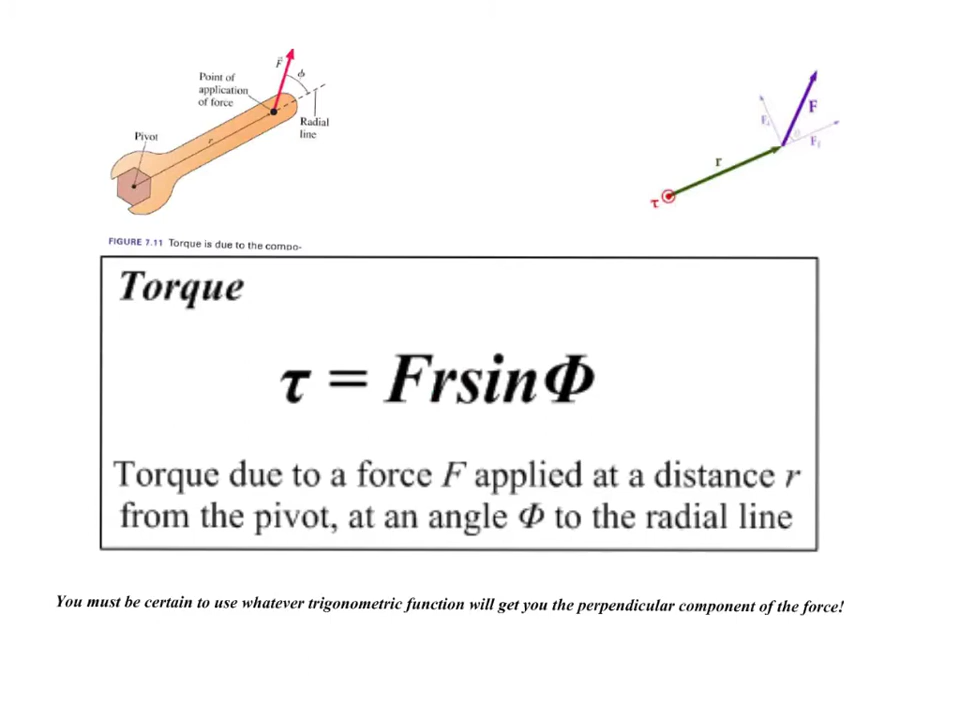 Point of
application
of force
F
ϕ
Radial
line
Pivot
r
F
F
r
τ
FIGURE 7.11 Torque is due to the compo-
Torque
τ = FrsinΦ
Torque due to a force F applied at a distance r
from the pivot, at an angle Φ to the radial line
You must be certain to use whatever trigonometric function will get you the perpendicular component of the force!